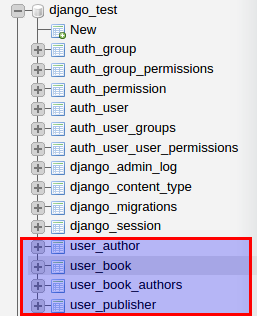 django_test
New
auth_group
auth_group_permissions
auth_permission
auth_user
auth_user_groups
auth_user_user_permissions
django_admin_log
django_content_type
django_migrations
django_session
user_author
user_book
user_book_authors
user_publisher